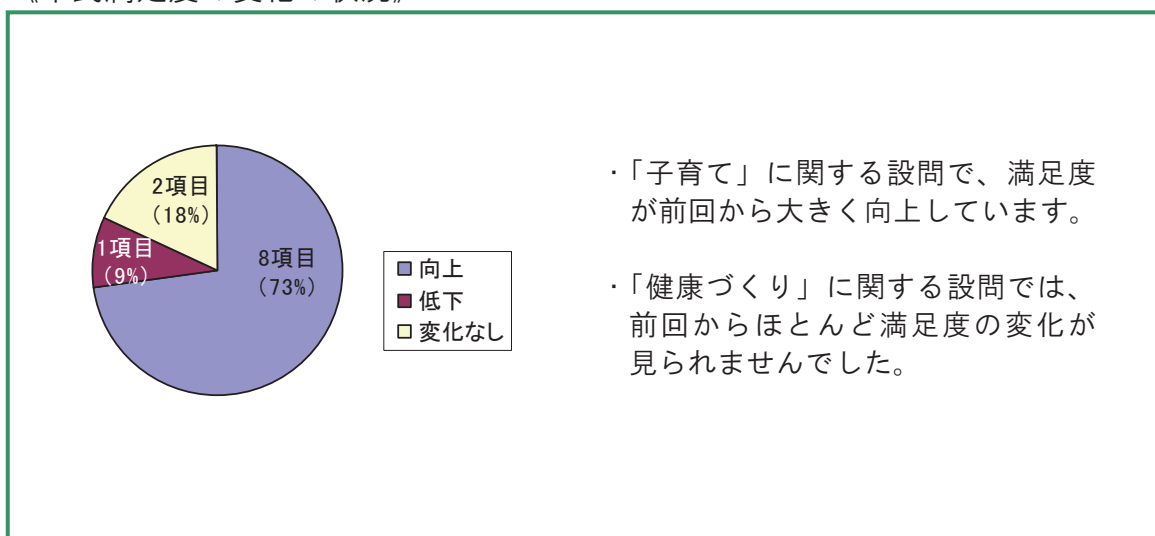 2項目
(18%)
1項目
(9%)
8項目
(73%)
向上
低下
変化なし
・「子育て」に関する設問で、満足度
が前回から大きく向上しています。
・「健康づくり」に関する設問では、
前回からほとんど満足度の変化が
見られませんでした。